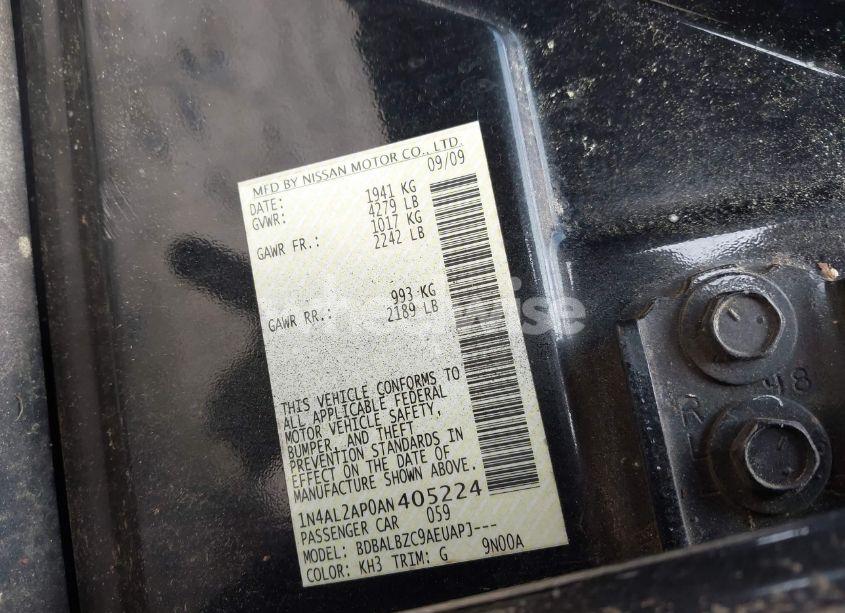 MFD BY NISSAN MOTOR CO., LTD.
DATE: 09/09
GVWR: 1941 KG
4279 LB
GAWR FR.: 1017 KG
2242 LB
GAWR RR.: 993 KG
2189 LB
THIS VEHICLE CONFORMS TO
ALL APPLICABLE FEDERAL
MOTOR VEHICLE SAFETY,
BUMPER, AND THEFT
PREVENTION STANDARDS IN
EFFECT ON THE DATE OF
MANUFACTURE SHOWN ABOVE.
1N4AL2AP0AN405224
PASSENGER CAR 059
MODEL: BDBALBZC9AEUAPJ---
COLOR: KH3 TRIM: G 9N00A
48
R